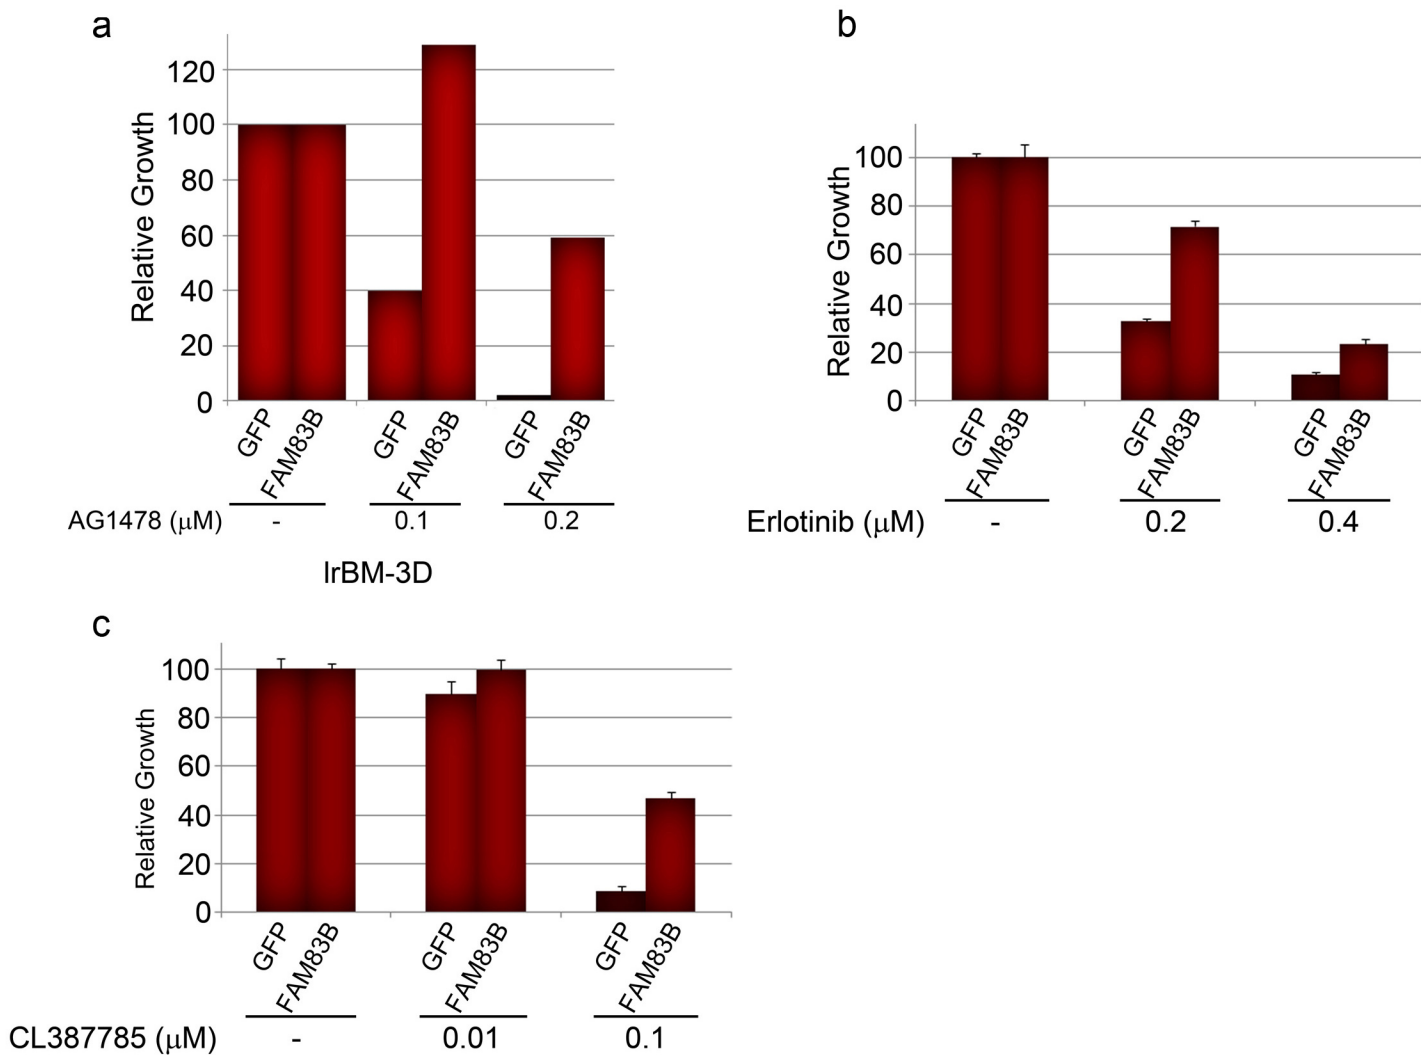 a
Relative Growth
120
100
80
60
40
20
0
GFP
FAM83B
GFP
FAM83B
GFP
FAM83B
AG1478 (μM)
-
0.1
0.2
lrBM-3D
b
Relative Growth
100
80
60
40
20
0
GFP
FAM83B
GFP
FAM83B
GFP
FAM83B
Erlotinib (μM)
-
0.2
0.4
c
Relative Growth
100
80
60
40
20
0
GFP
FAM83B
GFP
FAM83B
GFP
FAM83B
CL387785 (μM)
-
0.01
0.1